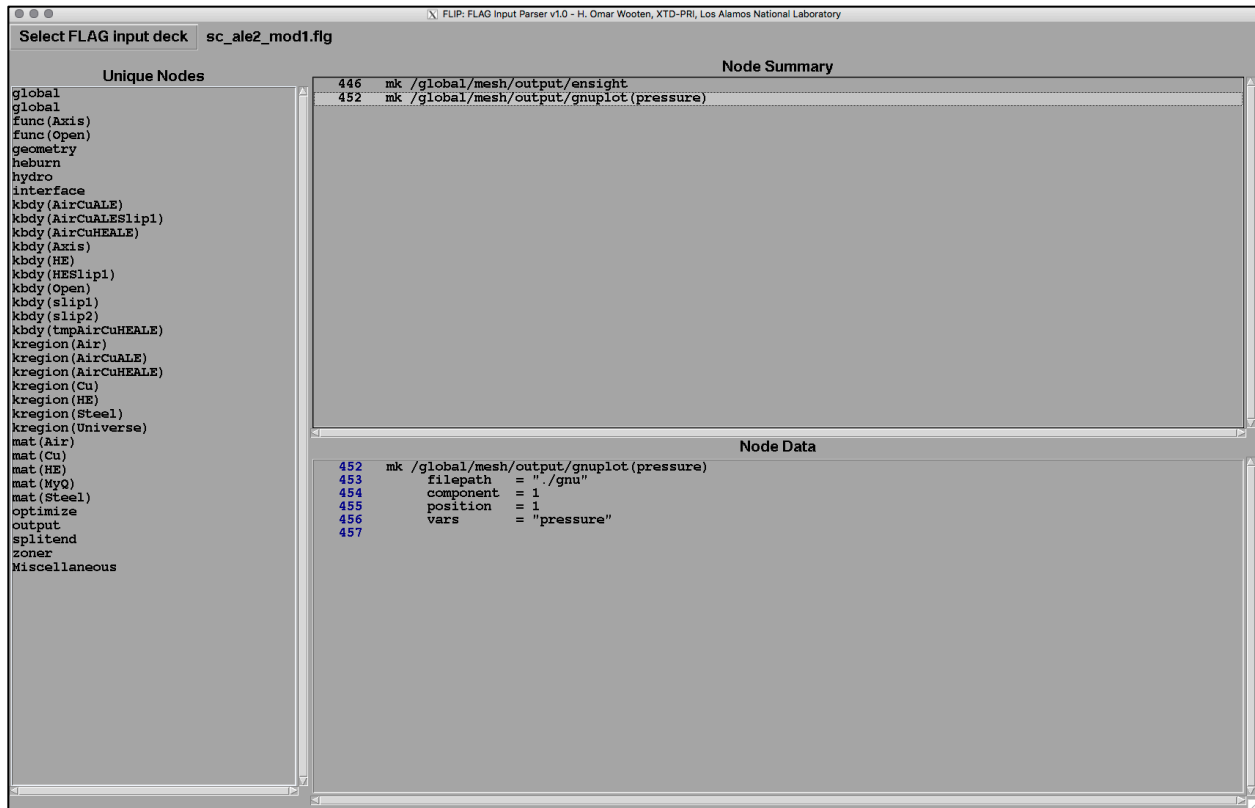 FLIP: FLAG Input Parser v1.0 - H. Omar Wooten, XTD-PRI, Los Alamos National Laboratory
Select FLAG input deck sc_ale2_mod1.flg
Unique Nodes
global
global
func(Axis)
func(Open)
geometry
heburn
hydro
interface
kbdy(AirCuALE)
kbdy(AirCuALESlip1)
kbdy(AirCuHEALE)
kbdy(Axis)
kbdy(HE)
kbdy(HESlip1)
kbdy(Open)
kbdy(slip1)
kbdy(slip2)
kbdy(tmpAirCuHEALE)
kregion(Air)
kregion(AirCuALE)
kregion(AirCuHEALE)
kregion(Cu)
kregion(HE)
kregion(Steel)
kregion(Universe)
mat(Air)
mat(Cu)
mat(HE)
mat(MyQ)
mat(Steel)
optimize
output
splitend
zoner
Miscellaneous
Node Summary
446 mk /global/mesh/output/ensight
452 mk /global/mesh/output/gnuplot(pressure)
Node Data
452 mk /global/mesh/output/gnuplot(pressure)
453 filepath = "./gnu"
454 component = 1
455 position = 1
456 vars = "pressure"
457